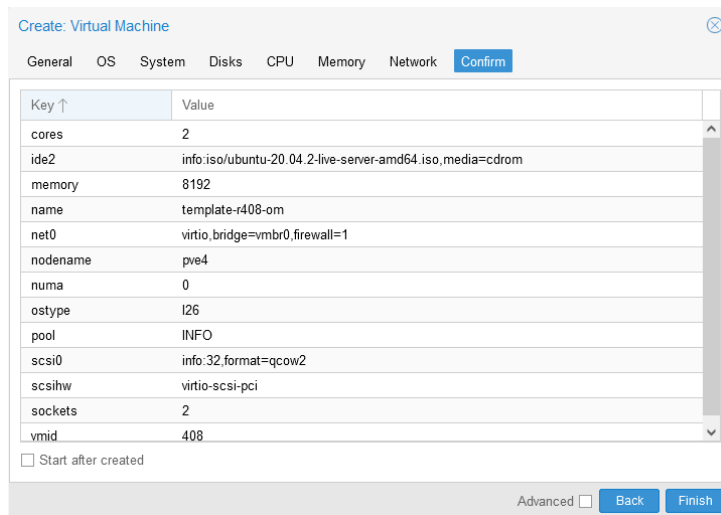 Create: Virtual Machine
General OS System Disks CPU Memory Network Confirm
Key Value
cores 2
ide2 info:iso/ubuntu-20.04.2-live-server-amd64.iso,media=cdrom
memory 8192
name template-r408-om
net0 virtio,bridge=vmbr0,firewall=1
nodename pve4
numa 0
ostype l26
pool INFO
scsi0 info:32,format=qcow2
scsihw virtio-scsi-pci
sockets 2
vmid 408
Start after created
Advanced Back Finish